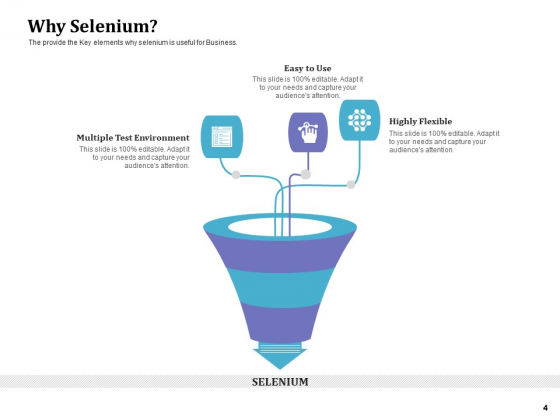 Why Selenium?
The provide the Key elements why selenium is useful for Business.
Easy to Use
This slide is 100% editable. Adapt it
to your needs and capture your
audience's attention.
Multiple Test Environment
This slide is 100% editable. Adapt it
to your needs and capture your
audience's attention.
Highly Flexible
This slide is 100% editable. Adapt it
to your needs and capture your
audience's attention.
SELENIUM
4